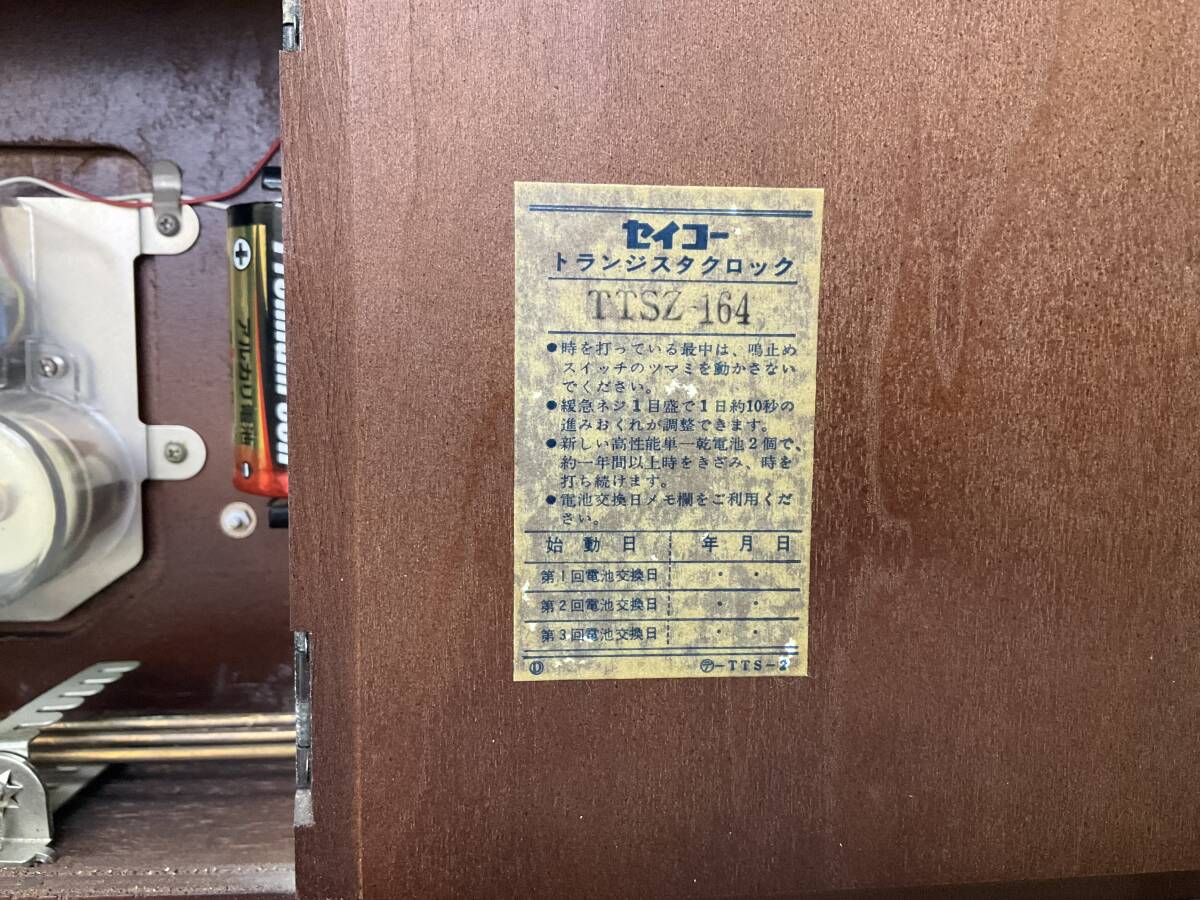 セイコー
トランジスタクロック
TTSZ-164
●時を打っている最中は、鳴止め
スイッチのツマミを動かさない
でください。
●緩急ネジ1目盛で1日約10秒の
進みおくれが調整できます。
●新しい高性能単一乾電池2個で、
約一年間以上時をきざみ、時を
打ち続けます。
●電池交換日メモ欄をご利用くだ
さい。
始動日 年月日
第1回電池交換日 ・ ・
第2回電池交換日 ・ ・
第3回電池交換日 ・ ・
Ⓓ ㋢-TTS-2
+
アルカリ電池
-